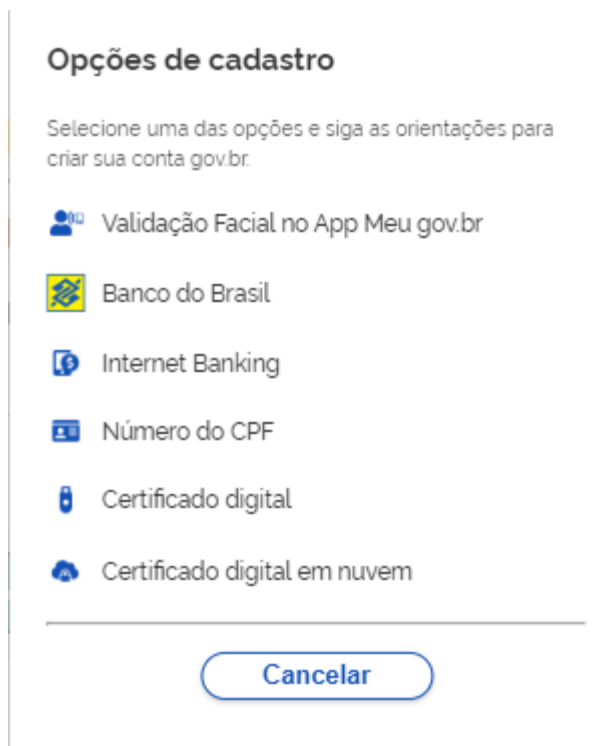 Opções de cadastro
Selecione uma das opções e siga as orientações para
criar sua conta gov.br.
Validação Facial no App Meu gov.br
Banco do Brasil
Internet Banking
Número do CPF
Certificado digital
Certificado digital em nuvem
Cancelar